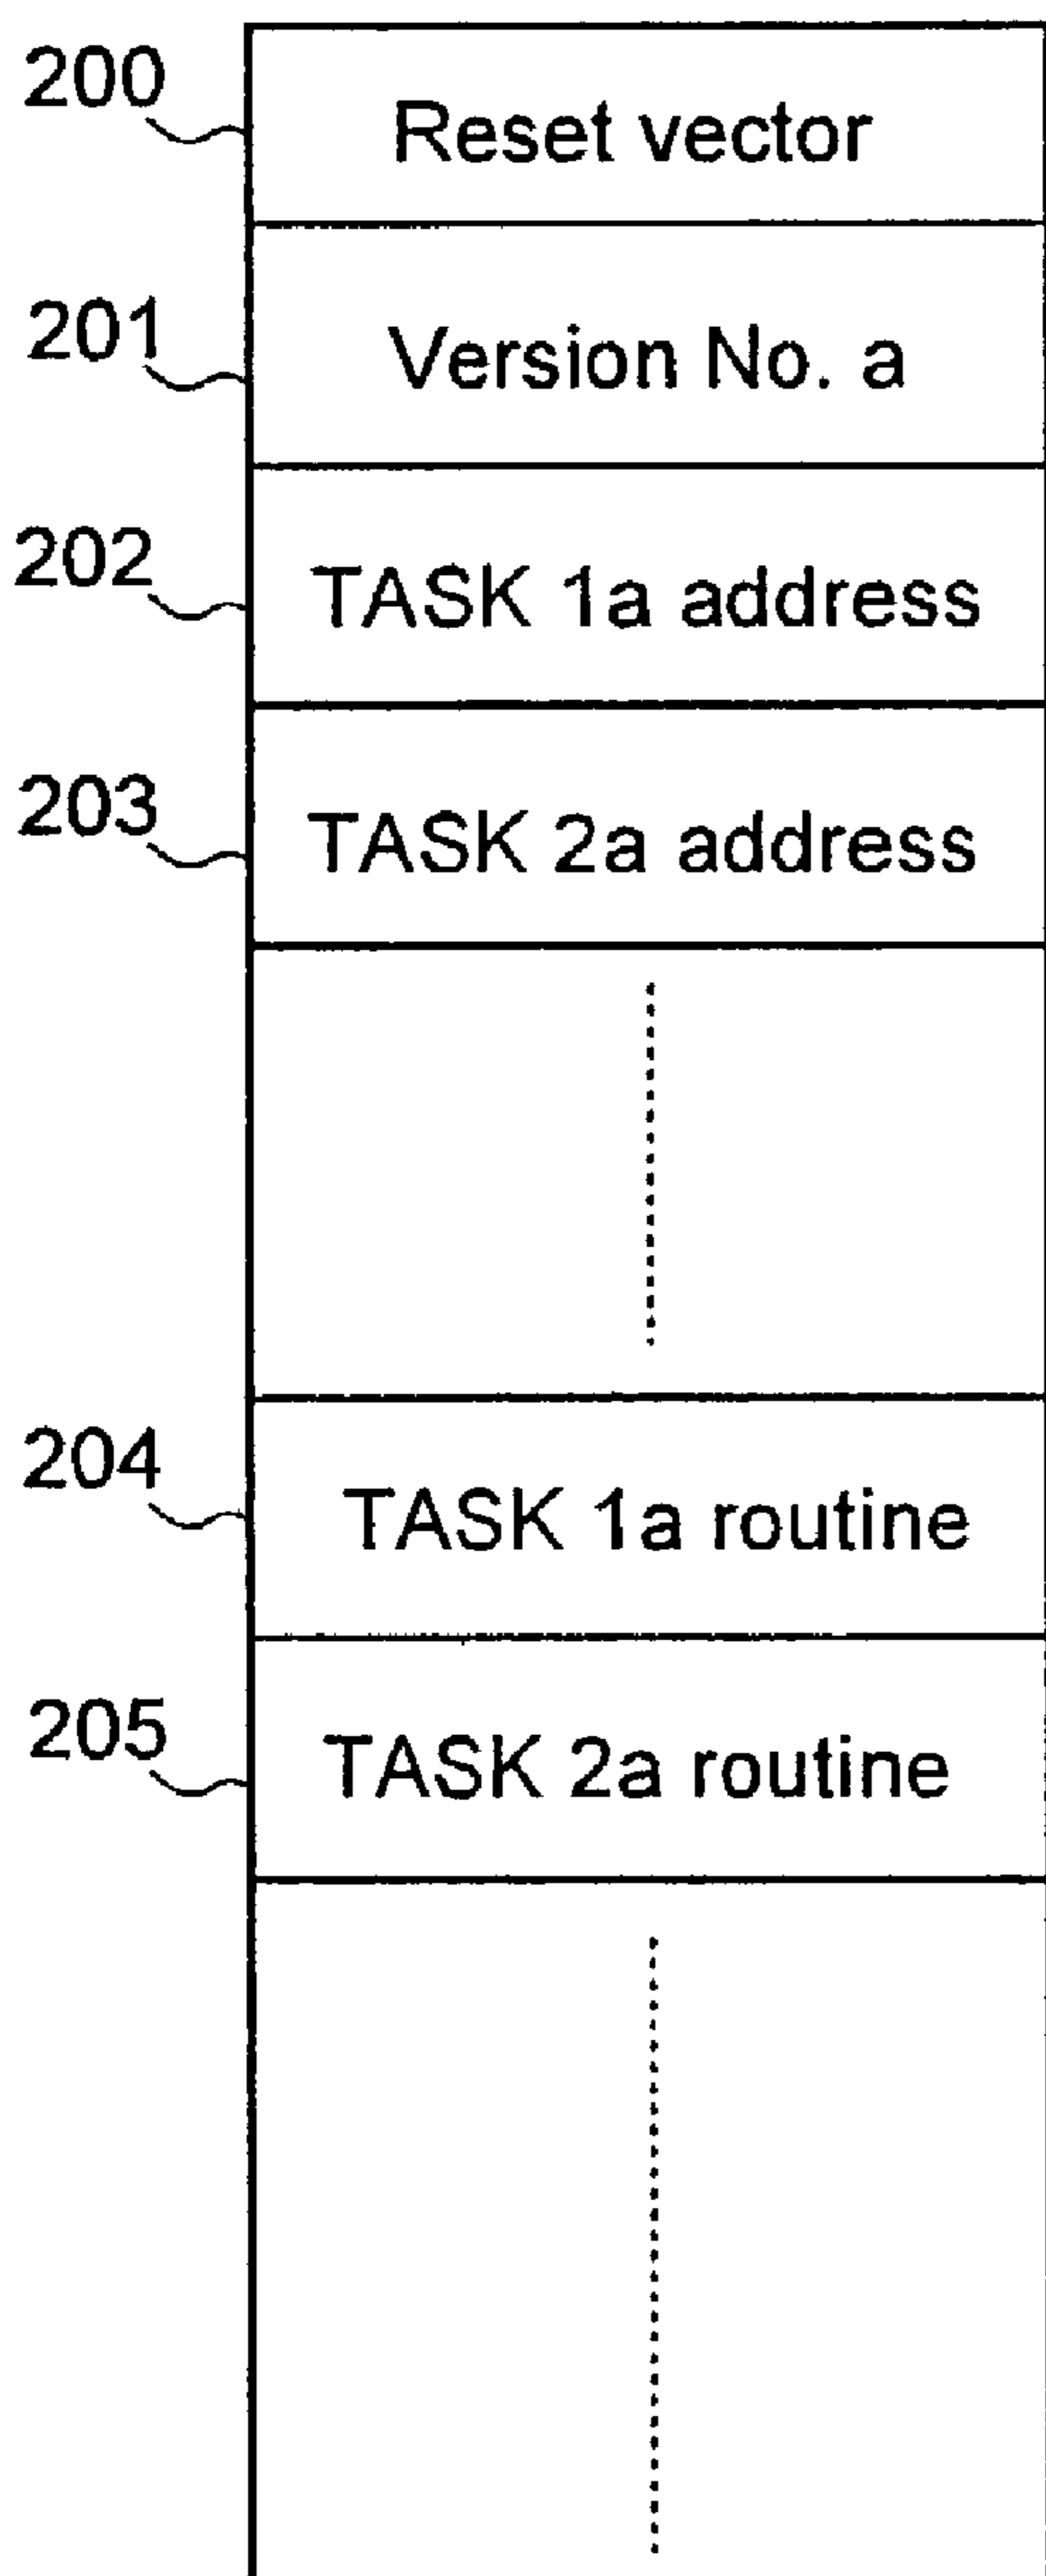 200
Reset vector
201
Version No. a
202
TASK 1a address
203
TASK 2a address
204
TASK 1a routine
205
TASK 2a routine